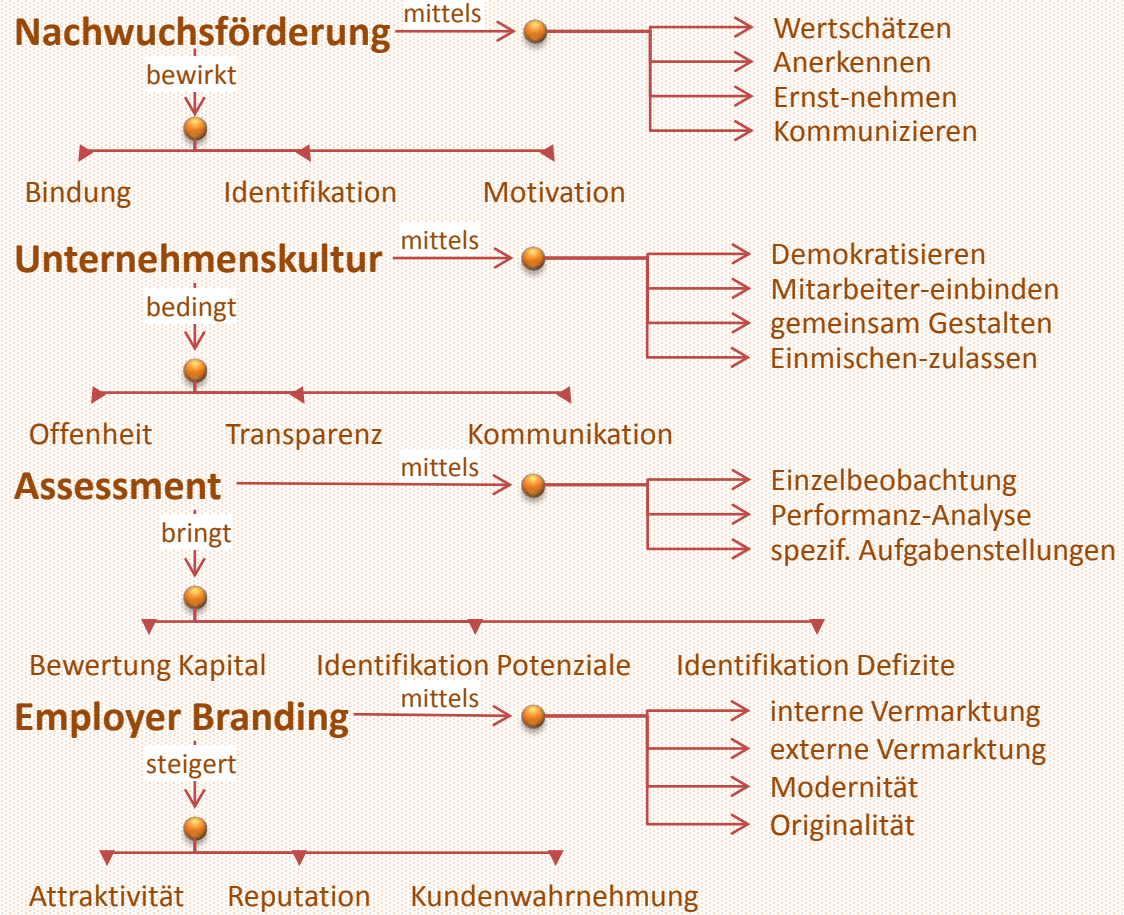 Nachwuchsförderung
mittels
Wertschätzen
Anerkennen
Ernst-nehmen
Kommunizieren
bewirkt
Bindung Identifikation Motivation
Unternehmenskultur
mittels
Demokratisieren
Mitarbeiter-einbinden
gemeinsam Gestalten
Einmischen-zulassen
bedingt
Offenheit Transparenz Kommunikation
Assessment
mittels
Einzelbeobachtung
Performanz-Analyse
spezif. Aufgabenstellungen
bringt
Bewertung Kapital Identifikation Potenziale Identifikation Defizite
Employer Branding
mittels
interne Vermarktung
externe Vermarktung
Modernität
Originalität
steigert
Attraktivität Reputation Kundenwahrnehmung